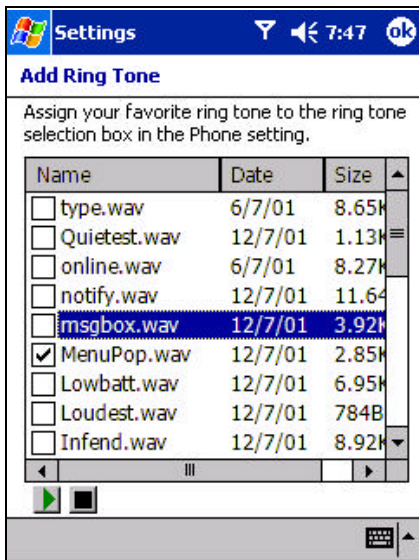 Settings 7:47 ok
Add Ring Tone
Assign your favorite ring tone to the ring tone
selection box in the Phone setting.
Name Date Size
type.wav 6/7/01 8.65K
Quietest.wav 12/7/01 1.13K
online.wav 6/7/01 8.27K
notify.wav 12/7/01 11.64
msgbox.wav 12/7/01 3.92K
MenuPop.wav 12/7/01 2.85K
Lowbatt.wav 12/7/01 6.95K
Loudest.wav 12/7/01 784B
Infend.wav 12/7/01 8.92K